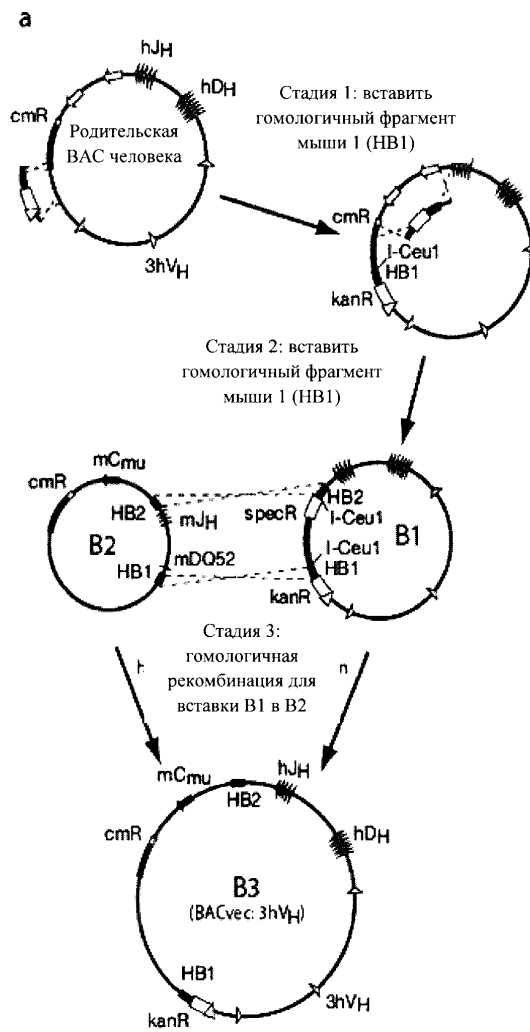 a
hJH
hDH
cmR
Родительская
BAC человека
3hVH
Стадия 1: вставить
гомологичный фрагмент
мыши 1 (HB1)
cmR
I-Ceu1
HB1
kanR
Стадия 2: вставить
гомологичный фрагмент
мыши 1 (HB1)
mCmu
cmR
HB2
mJH
B2
mDQ52
HB1
HB2
specR
I-Ceu1
B1
I-Ceu1
HB1
kanR
Стадия 3:
гомологичная
рекомбинация для
вставки B1 в B2
h
n
mCmu
HB2
hJH
hDH
cmR
B3
(BACvec: 3hVH)
HB1
kanR
3hVH